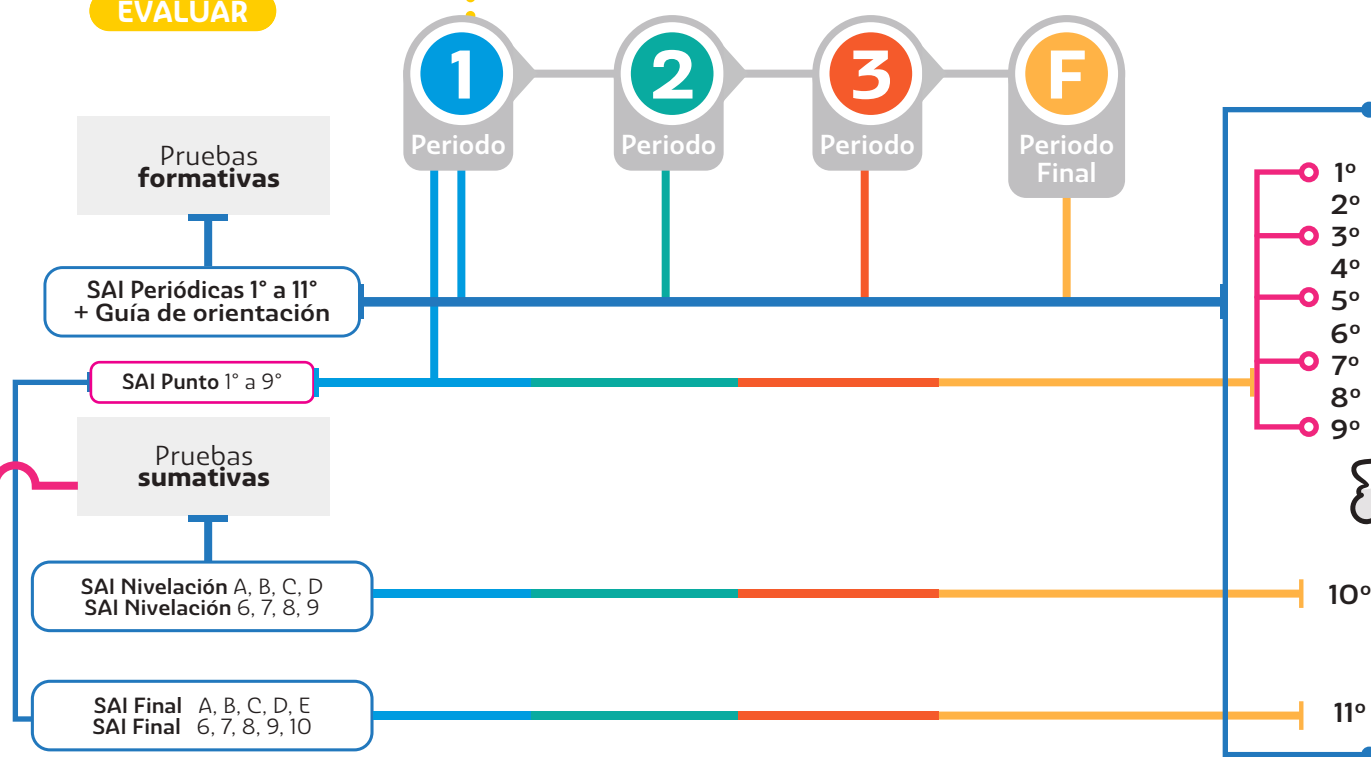 EVALUAR
1
2
3
F
Periodo
Periodo
Periodo
Periodo
Final
Pruebas
formativas
SAI Periódicas 1° a 11°
+ Guía de orientación
SAI Punto 1° a 9°
Pruebas
sumativas
SAI Nivelación A, B, C, D
SAI Nivelación 6, 7, 8, 9
SAI Final A, B, C, D, E
SAI Final 6, 7, 8, 9, 10
1º
2º
3º
4º
5º
6º
7º
8º
9º
10º
11º